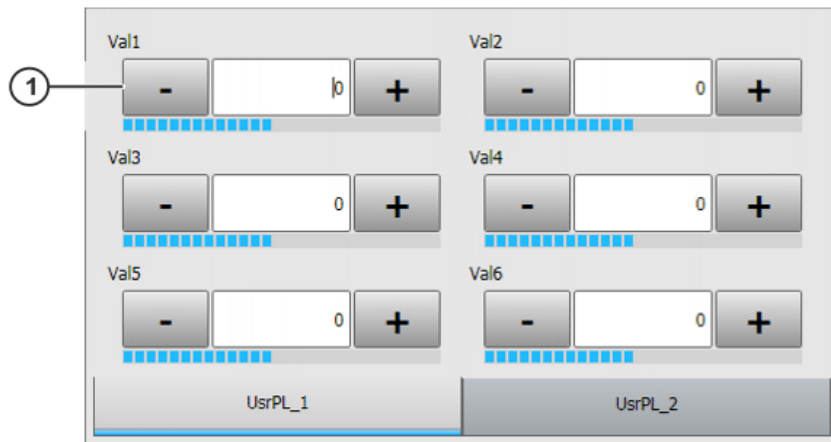 Val1 Val2
1 - 0 + - 0 +
Val3 Val4
- 0 + - 0 +
Val5 Val6
- 0 + - 0 +
UsrPL_1 UsrPL_2